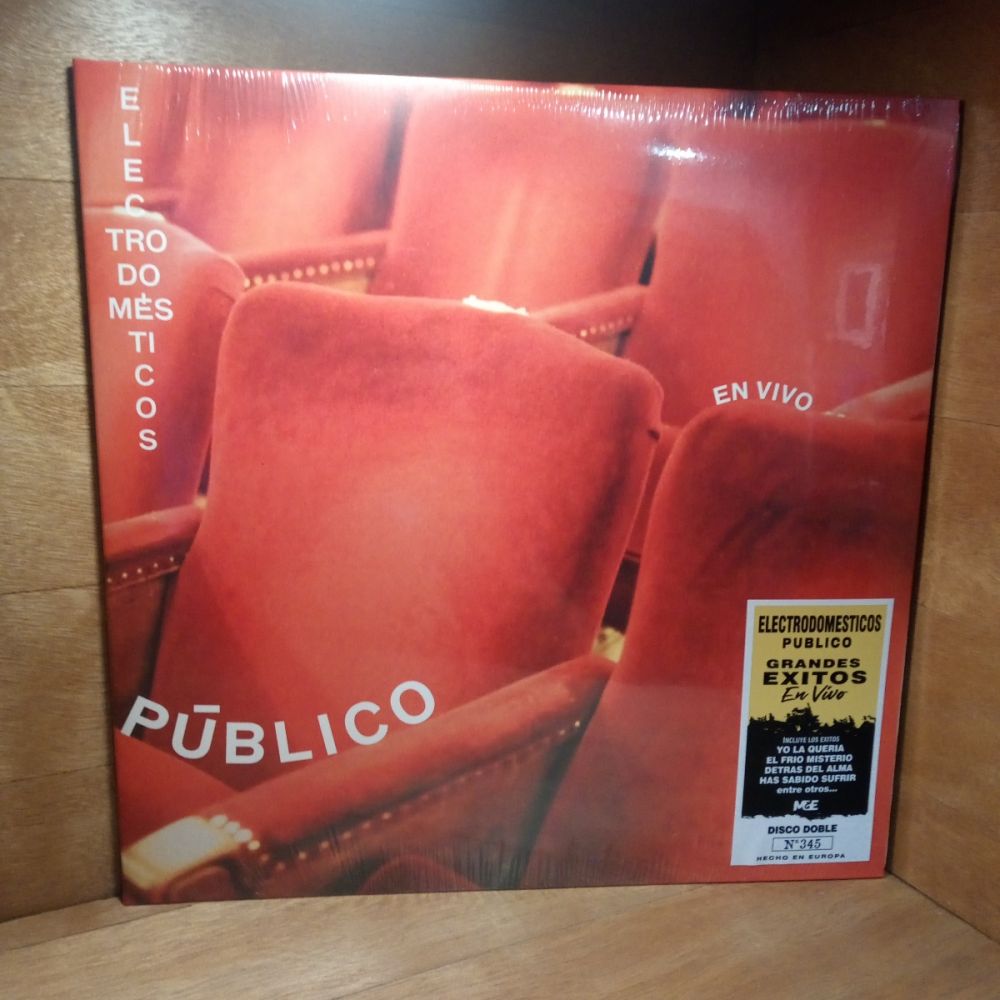 E
L
E
C
TRO
DO
MÉS
TI
C
O
S
EN VIVO
PÚBLICO
ELECTRODOMESTICOS
PUBLICO
GRANDES
EXITOS
En Vivo
INCLUYE LOS EXITOS
YO LA QUERIA
EL FRIO MISTERIO
DETRAS DEL ALMA
HAS SABIDO SUFRIR
entre otros...
M&E
DISCO DOBLE
Nº345
HECHO EN EUROPA